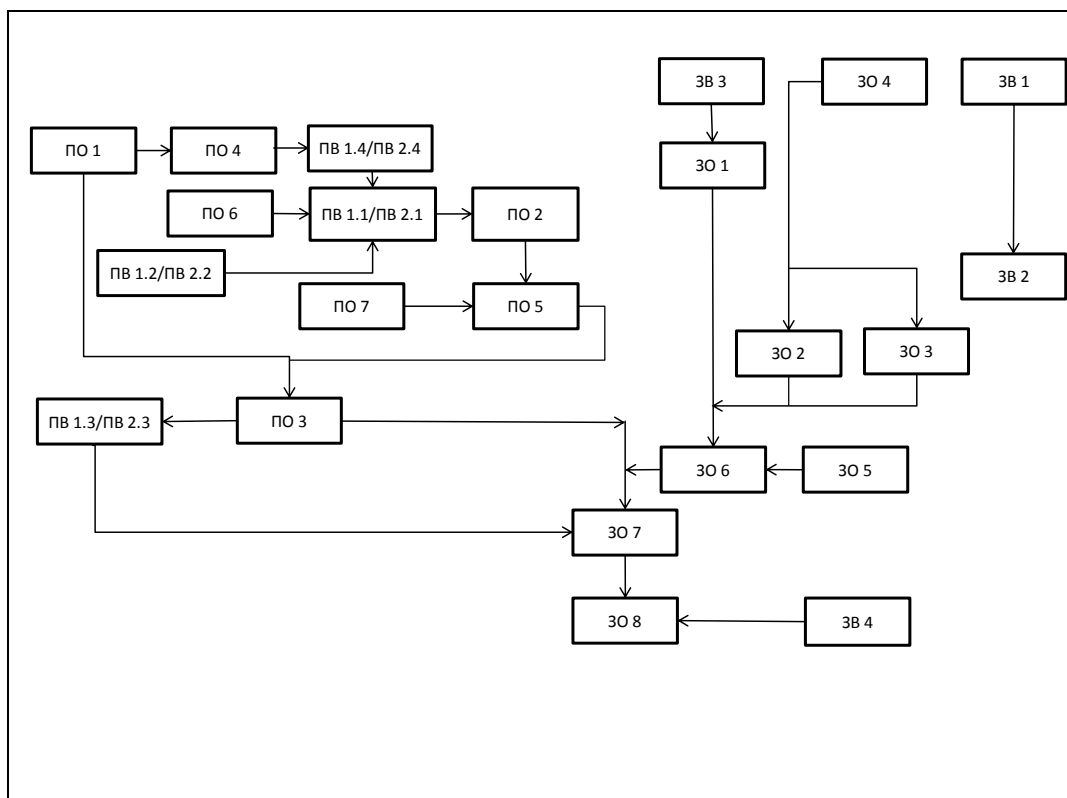 ЗВ 3
ЗО 4
ЗВ 1
ПО 1
ПО 4
ПВ 1.4/ПВ 2.4
ЗО 1
ПО 6
ПВ 1.1/ПВ 2.1
ПО 2
ПВ 1.2/ПВ 2.2
ЗВ 2
ПО 7
ПО 5
ЗО 2
ЗО 3
ПВ 1.3/ПВ 2.3
ПО 3
ЗО 6
ЗО 5
ЗО 7
ЗО 8
ЗВ 4